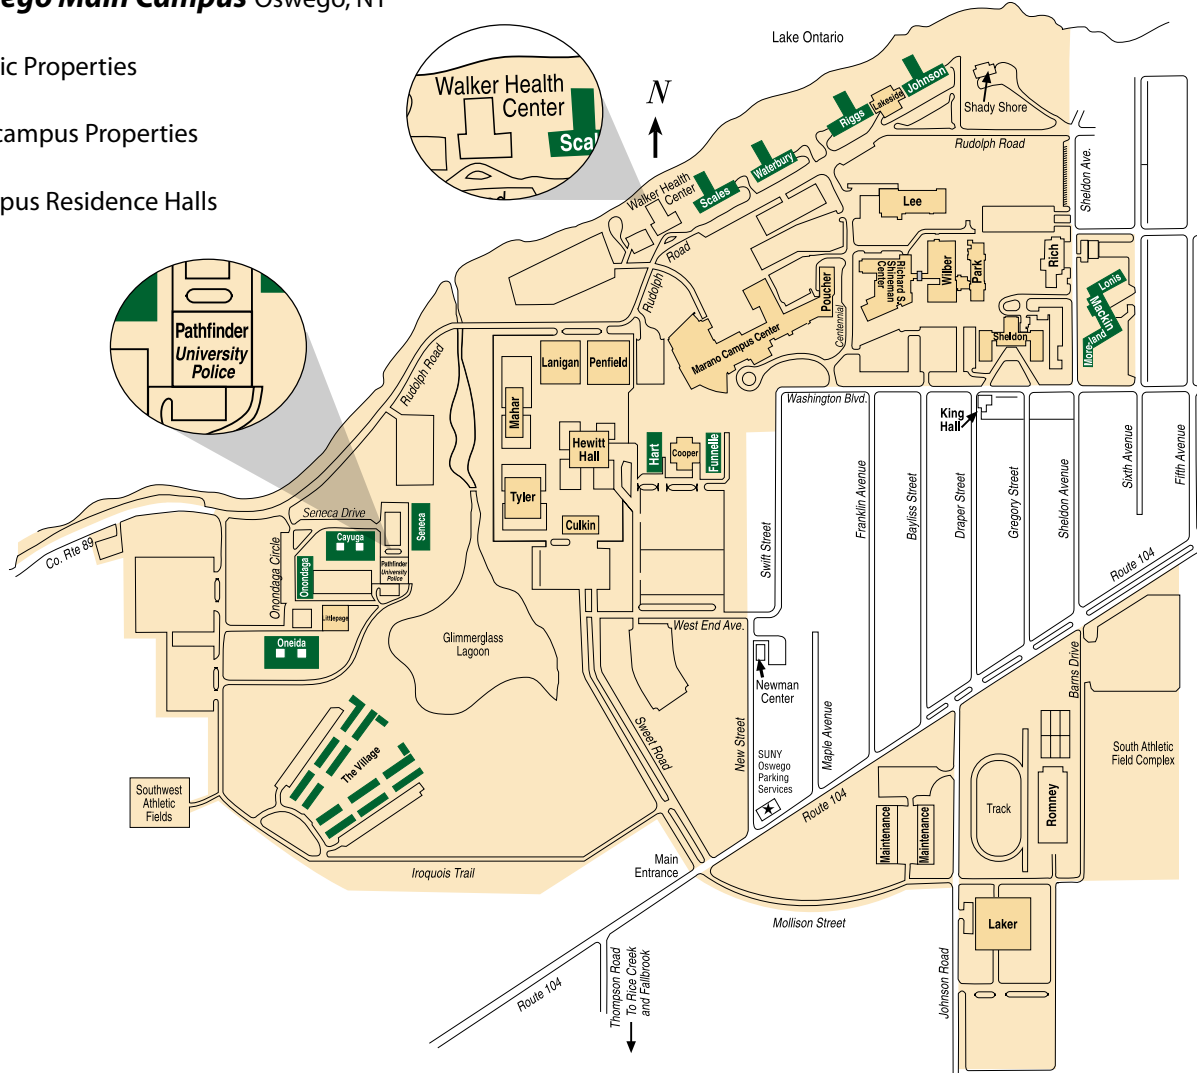 ego Main Campus Oswego, NY
ic Properties
campus Properties
pus Residence Halls
Lake Ontario
N
Walker Health
Center
Scal
d
Johnson
Lakeside
Riggs
Shady Shore
Rudolph Road
Waterbury
Scales
Walker Health
Center
Sheldon Ave.
Lee
Rudolph
Road
Richard S.
Shineman
Center
Wilber
Park
Rich
Poucher
Centennial
Lonis
Mackin
More-land
Sheldon
Marano Campus Center
Pathfinder
University
Police
Rudolph Road
Lanigan
Penfield
Mahar
Hewitt
Hall
Hart
Cooper
Funnelle
Washington Blvd.
King
Hall
Tyler
Culkin
Swift Street
Franklin Avenue
Bayliss Street
Draper Street
Gregory Street
Sheldon Avenue
Sixth Avenue
Fifth Avenue
Route 104
Seneca Drive
Seneca
Cayuga
Co. Rte 89
Onondaga Circle
Onondaga
Pathfinder
University
Police
Littlepage
Oneida
Glimmerglass
Lagoon
West End Ave.
Newman
Center
Barns Drive
The Village
Sweet Road
New Street
SUNY
Oswego
Parking
Services
Maple Avenue
Route 104
South Athletic
Field Complex
Southwest
Athletic
Fields
Maintenance
Maintenance
Track
Romney
Main
Entrance
Iroquois Trail
Mollison Street
Laker
Johnson Road
Route 104
Thompson Road
To Rice Creek
and Fallbrook